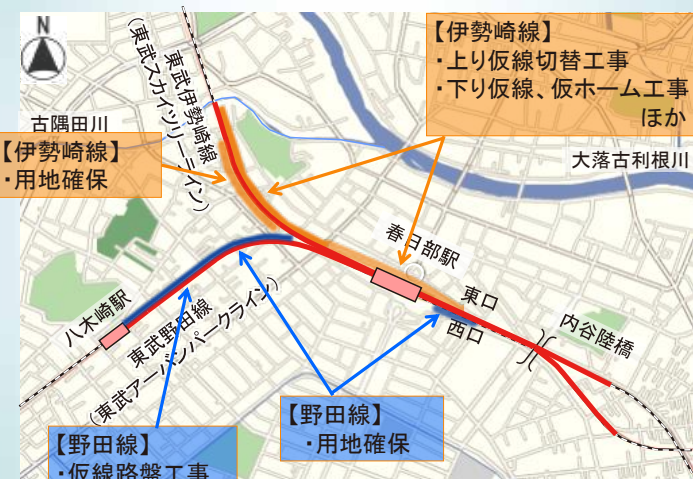 N
【伊勢崎線】
・上り仮線切替工事
・下り仮線、仮ホーム工事
ほか
東武伊勢崎線
（東武スカイツリーライン）
古隅田川
【伊勢崎線】
・用地確保
大落古利根川
春日部駅
東口
西口
内谷陸橋
八木崎駅
東武野田線
（東武アーバンパークライン）
【野田線】
・用地確保
【野田線】
・仮線路盤工事